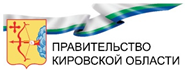 ПРАВИТЕЛЬСТВО
КИРОВСКОЙ ОБЛАСТИ